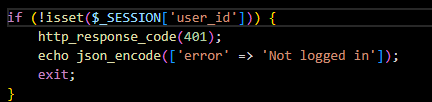 if (!isset($_SESSION['user_id'])) {
    http_response_code(401);
    echo json_encode(['error' => 'Not logged in']);
    exit;
}